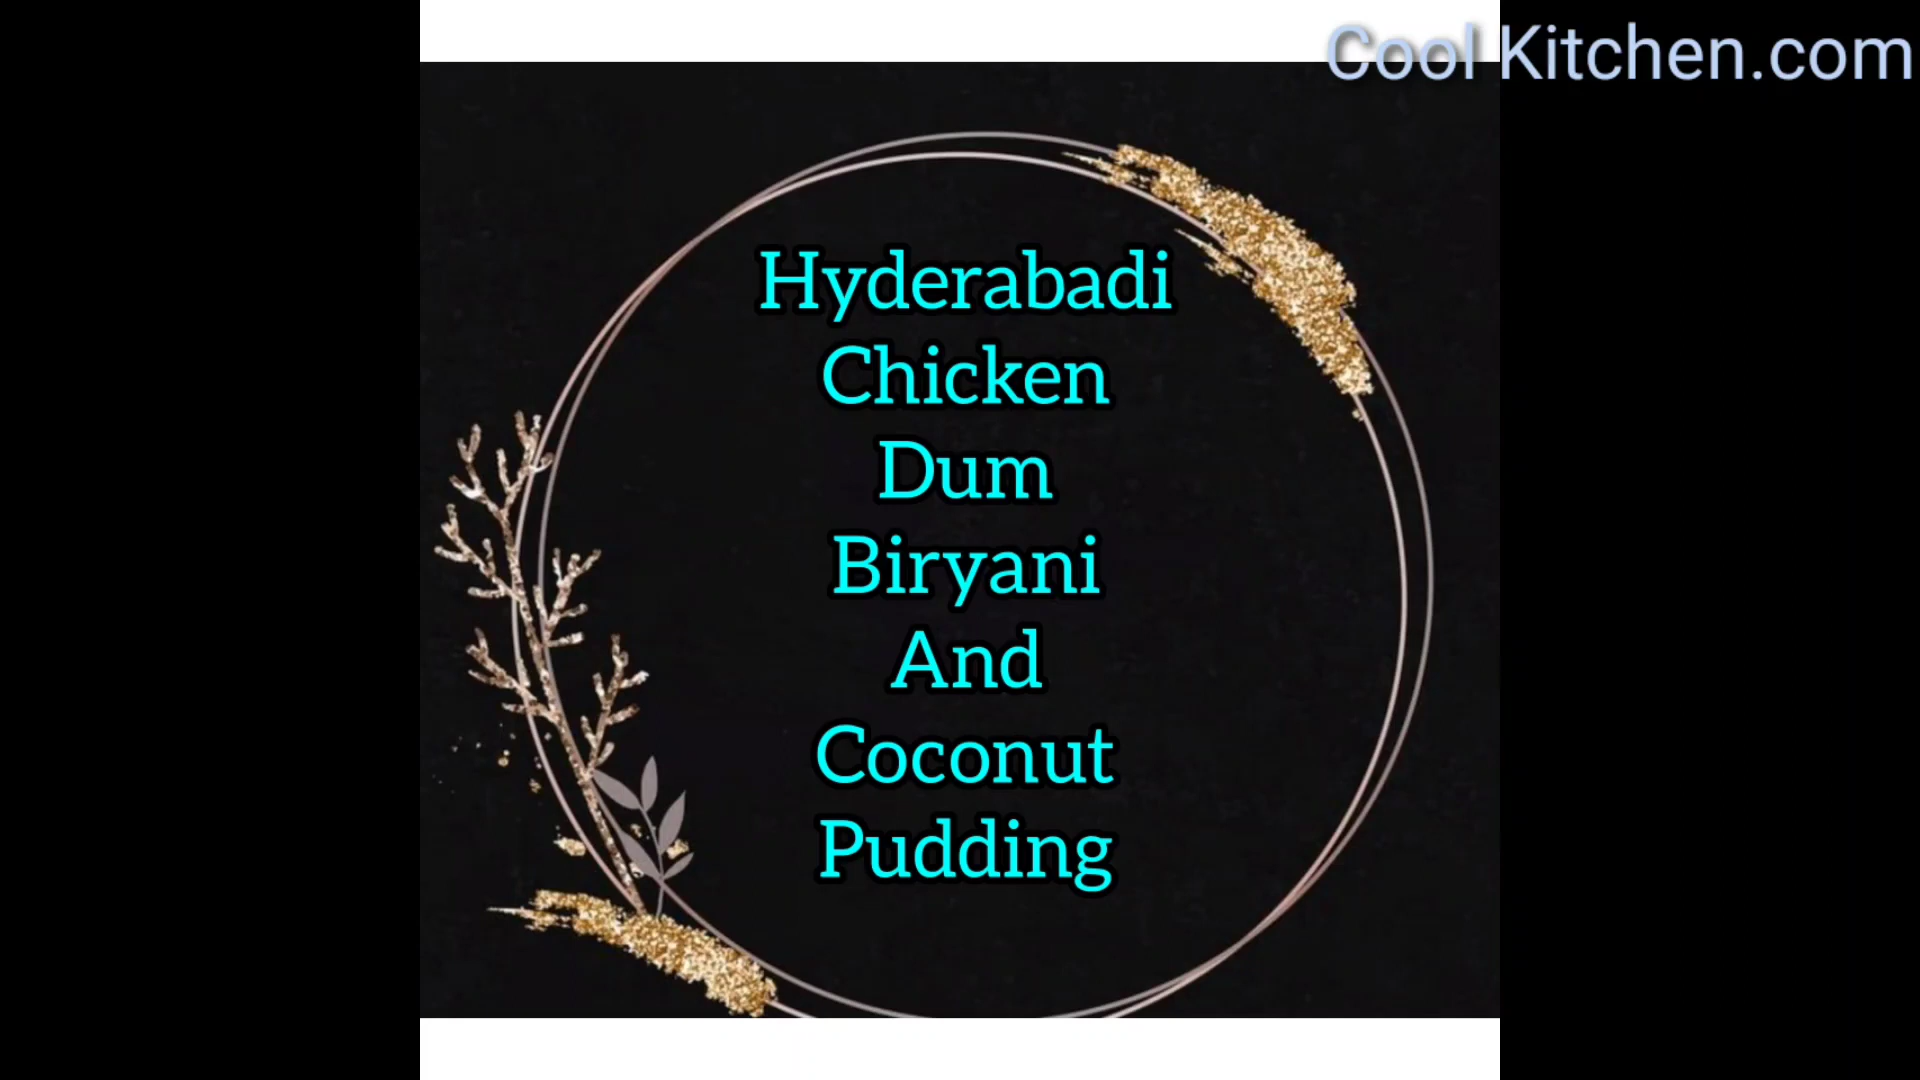 Cool Kitchen.com
Hyderabadi
Chicken
Dum
Biryani
And
Coconut
Pudding